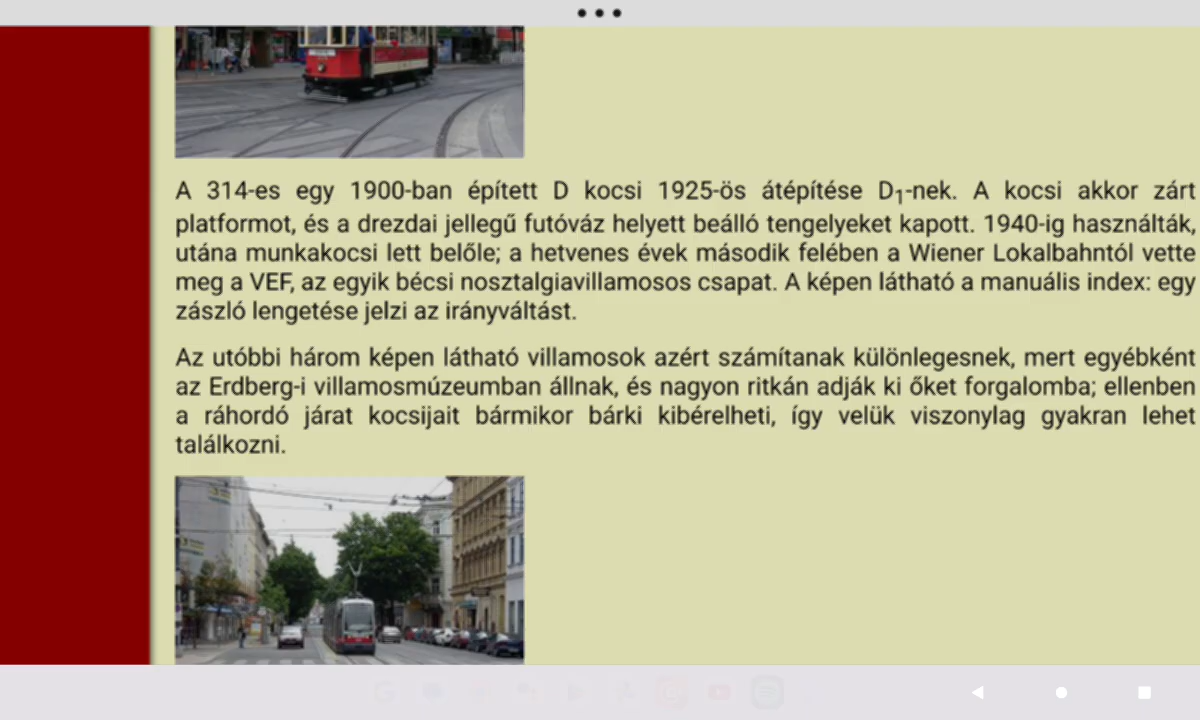 A 314-es egy 1900-ban épített D kocsi 1925-ös átépítése D₁-nek. A kocsi akkor zárt
platformot, és a drezdai jellegű futóváz helyett beálló tengelyeket kapott. 1940-ig használták,
utána munkakocsi lett belőle; a hetvenes évek második felében a Wiener Lokalbahntól vette
meg a VEF, az egyik bécsi nosztalgiavillamosos csapat. A képen látható a manuális index: egy
zászló lengetése jelzi az irányváltást.
Az utóbbi három képen látható villamosok azért számítanak különlegesnek, mert egyébként
az Erdberg-i villamosmúzeumban állnak, és nagyon ritkán adják ki őket forgalomba; ellenben
a ráhordó járat kocsijait bármikor bárki kibérelheti, így velük viszonylag gyakran lehet
találkozni.